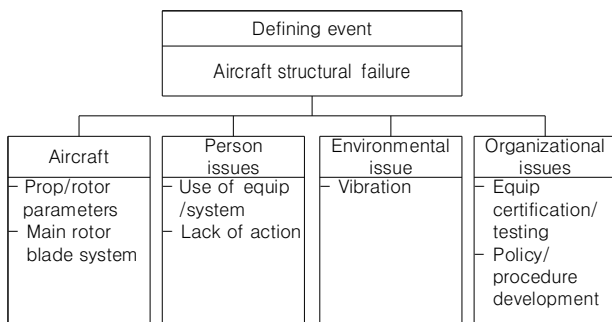 Defining event
Aircraft structural failure
Aircraft
– Prop/rotor
parameters
– Main rotor
blade system
Person
issues
– Use of equip
/system
– Lack of action
Environmental
issue
– Vibration
Organizational
issues
– Equip
certification/
testing
– Policy/
procedure
development